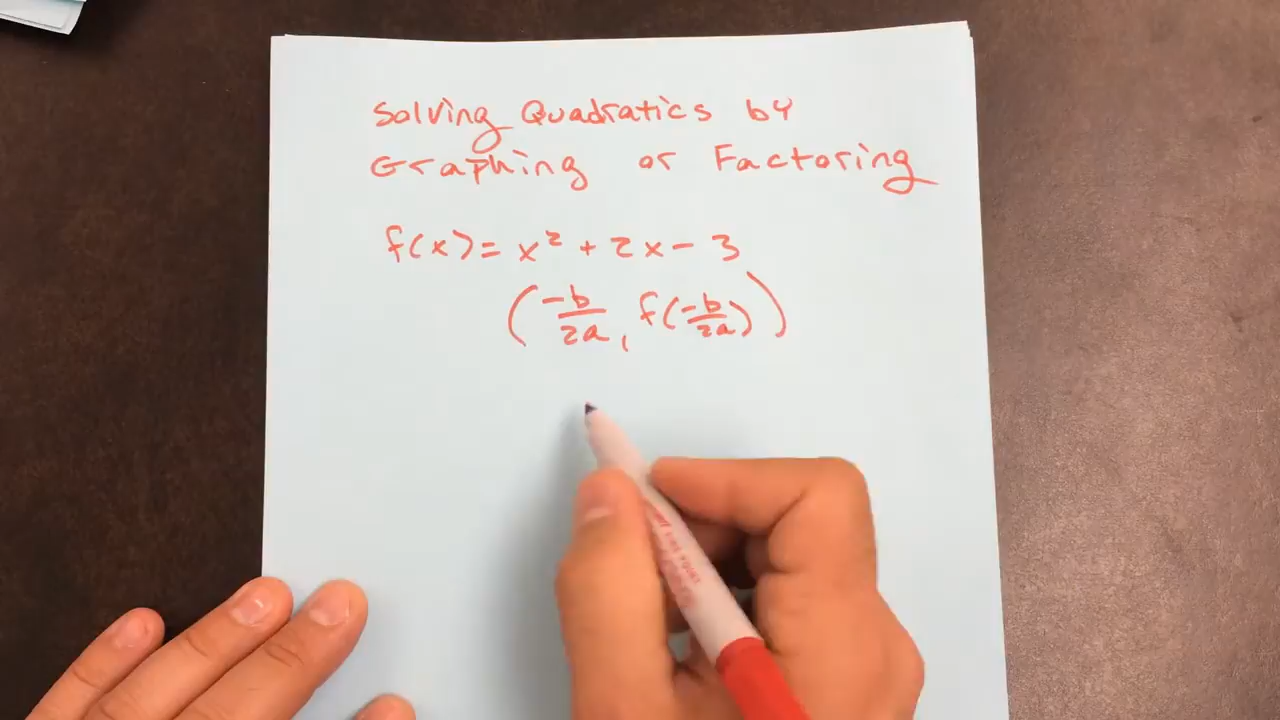 Solving Quadratics by
Graphing or Factoring
f(x) = x² + 2x - 3
(-b/2a, f(-b/2a))